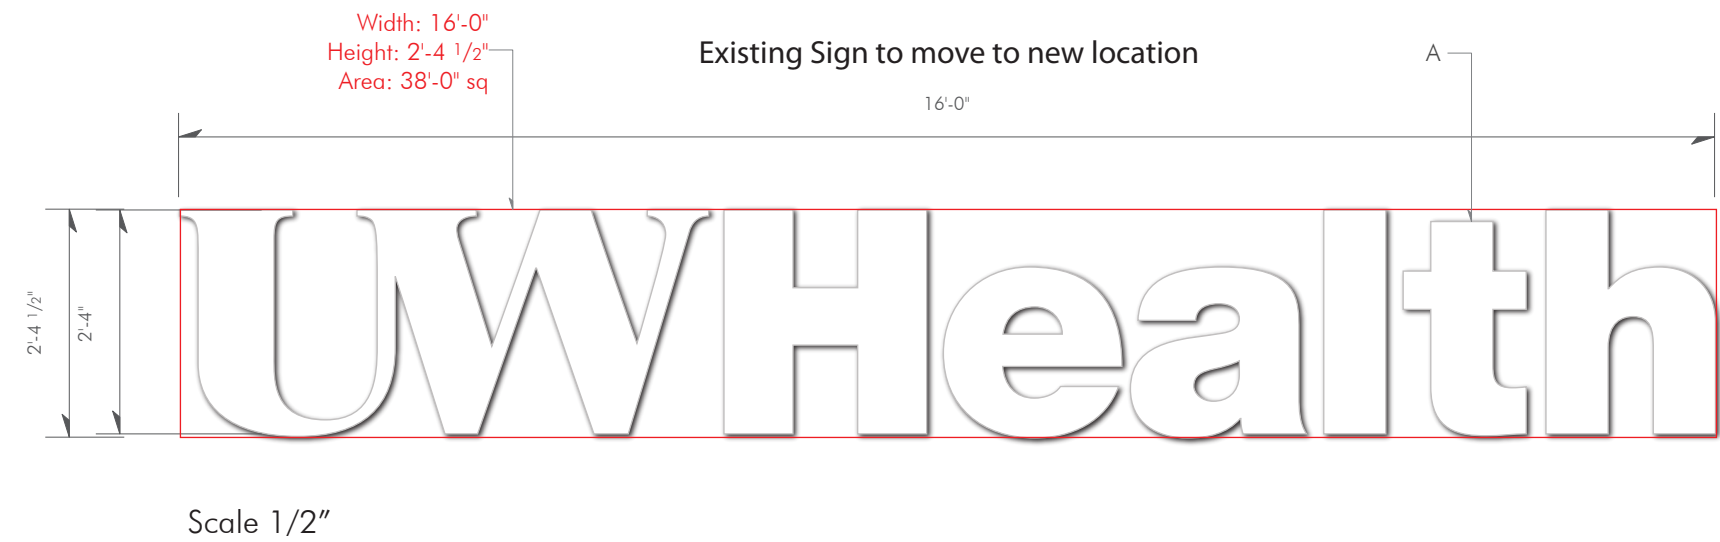 Width: 16'-0"
Height: 2'-4 1/2"
Area: 38'-0" sq
Existing Sign to move to new location
A
16'-0"
2'-4 1/2"
2'-4"
UWHealth
Scale 1/2”